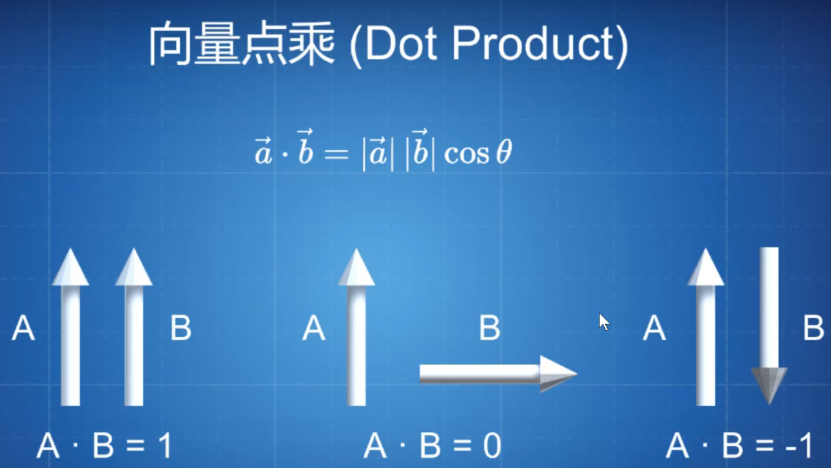 向量点乘 (Dot Product)
$\vec{a} \cdot \vec{b} = |\vec{a}| \, |\vec{b}| \cos \theta$
A B A B A B
A · B = 1 A · B = 0 A · B = -1